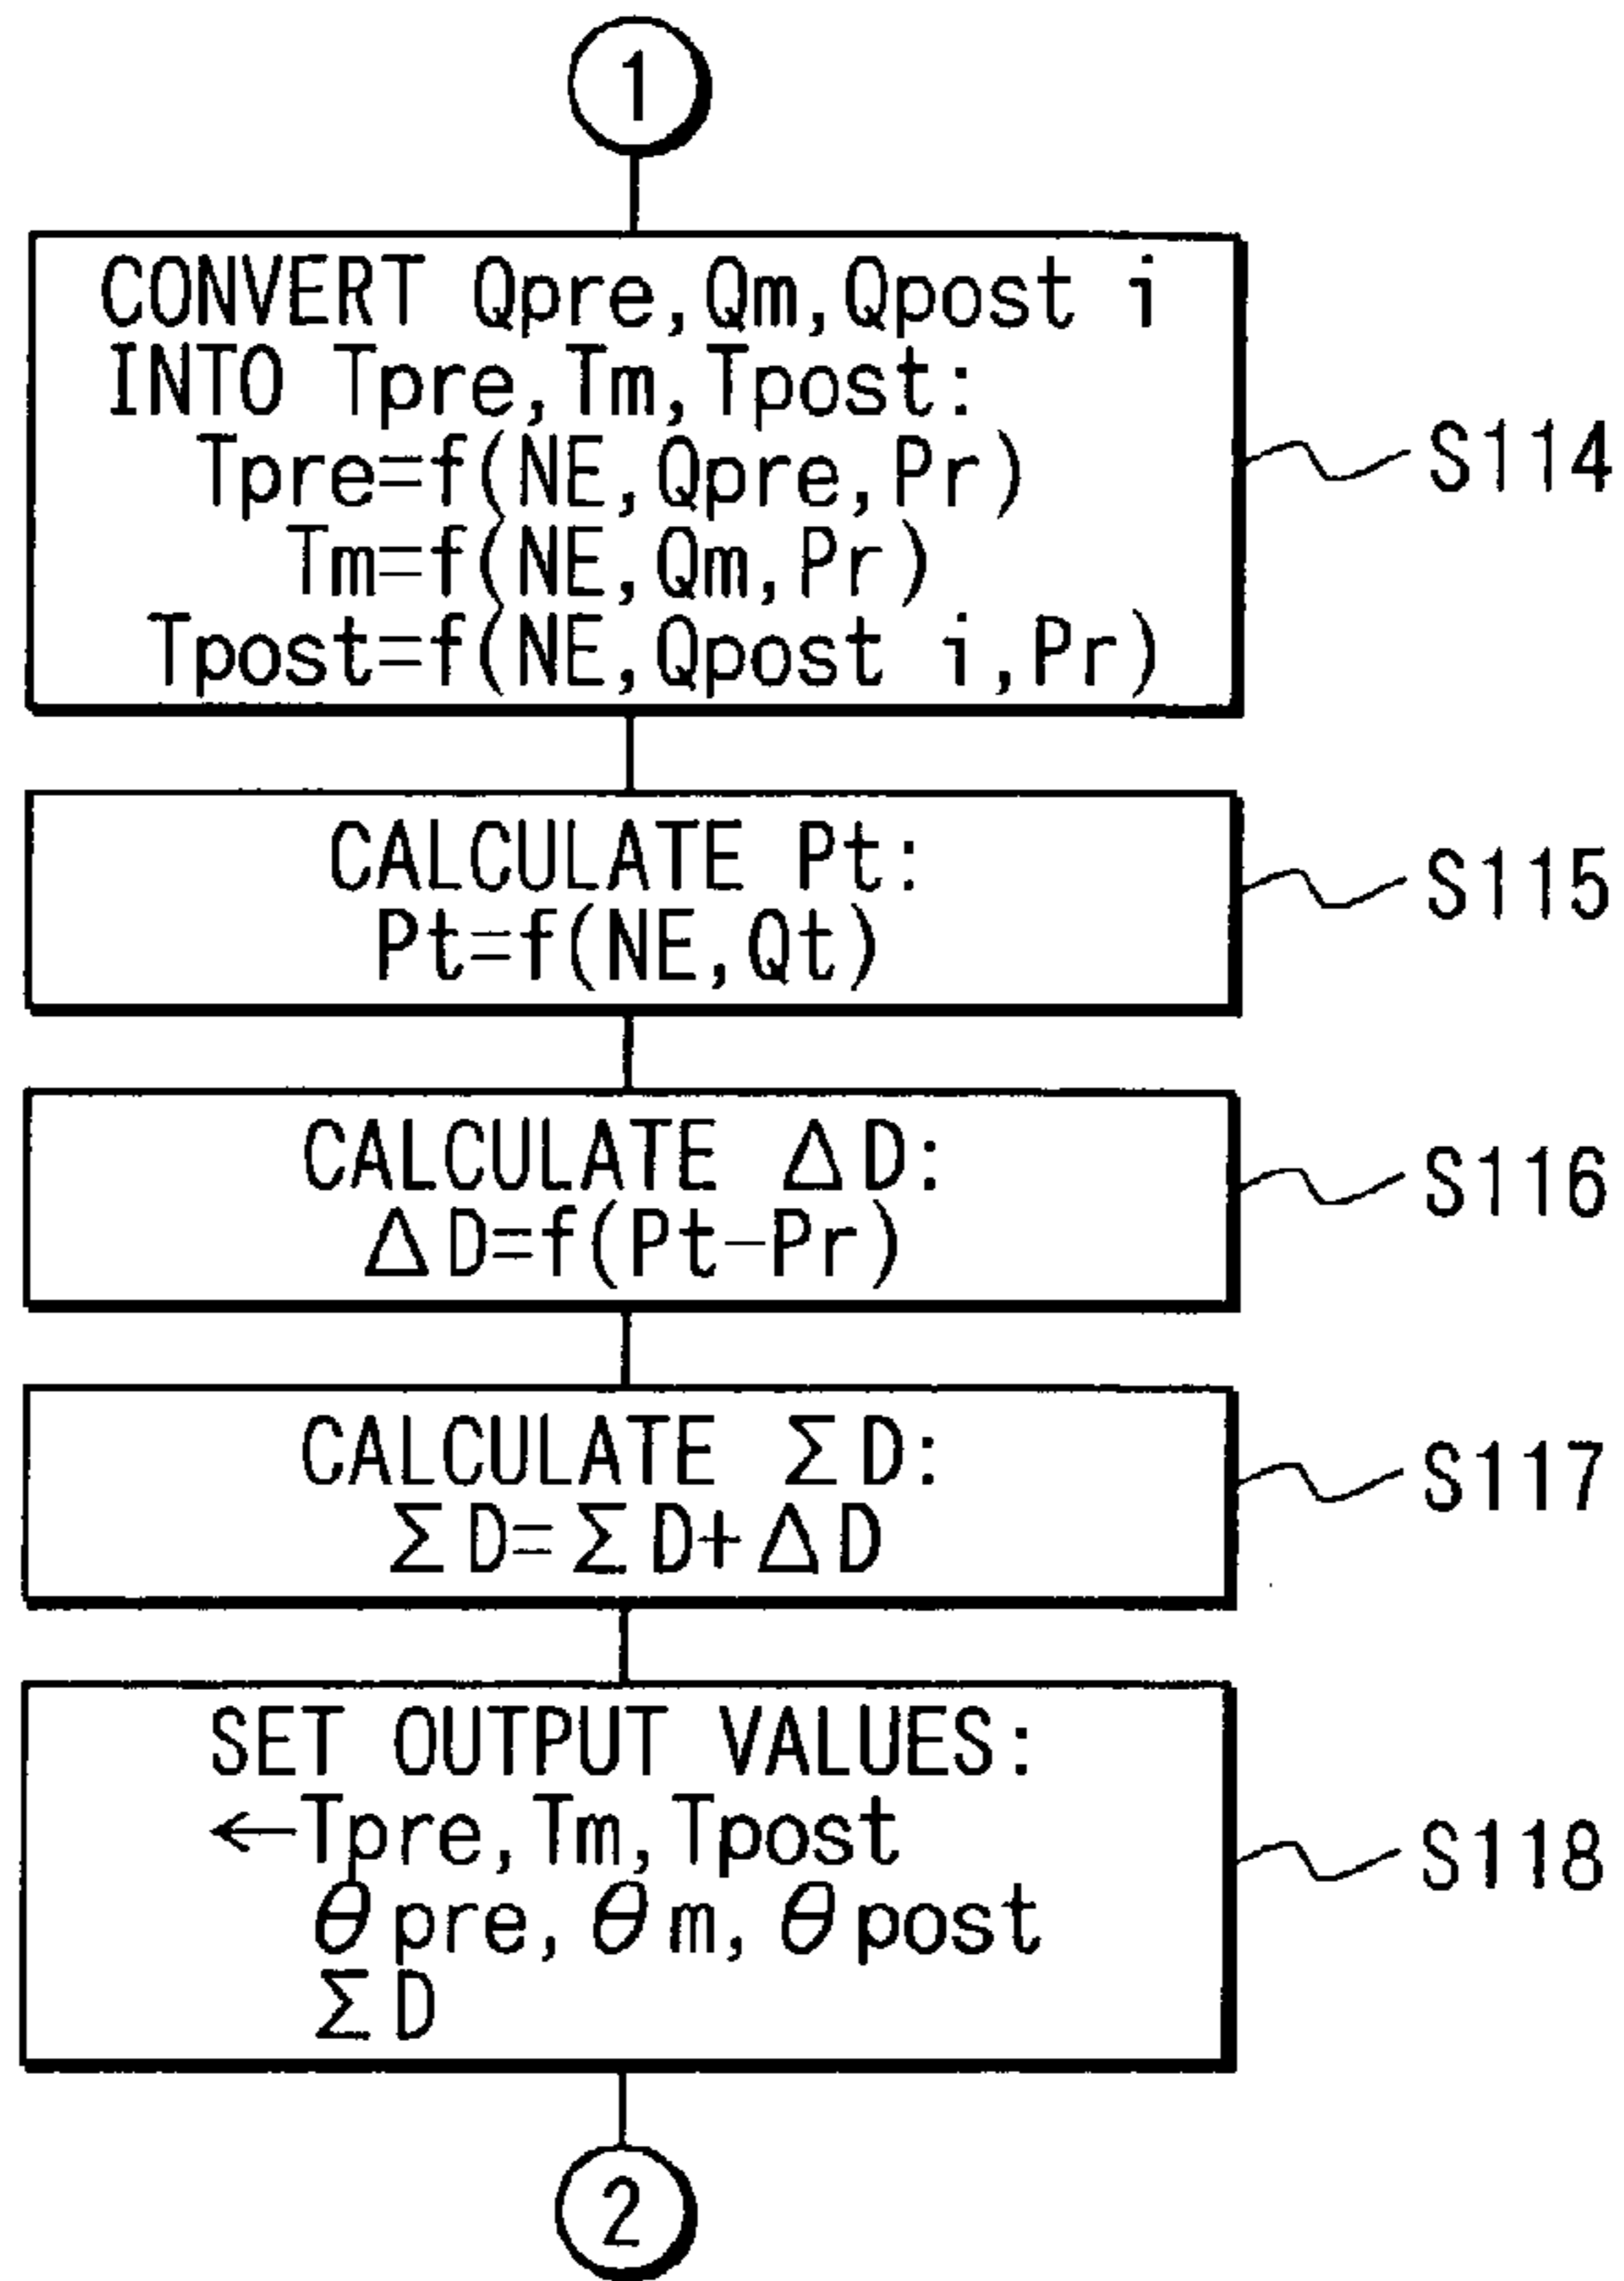 1
CONVERT Qpre,Qm,Qpost i
INTO Tpre,Tm,Tpost:
Tpre=f(NE,Qpre,Pr)
Tm=f(NE,Qm,Pr)
Tpost=f(NE,Qpost i,Pr)
S114
CALCULATE Pt:
Pt=f(NE,Qt)
S115
CALCULATE ΔD:
ΔD=f(Pt-Pr)
S116
CALCULATE ΣD:
ΣD=ΣD+ΔD
S117
SET OUTPUT VALUES:
←Tpre,Tm,Tpost
θpre,θm,θpost
ΣD
S118
2